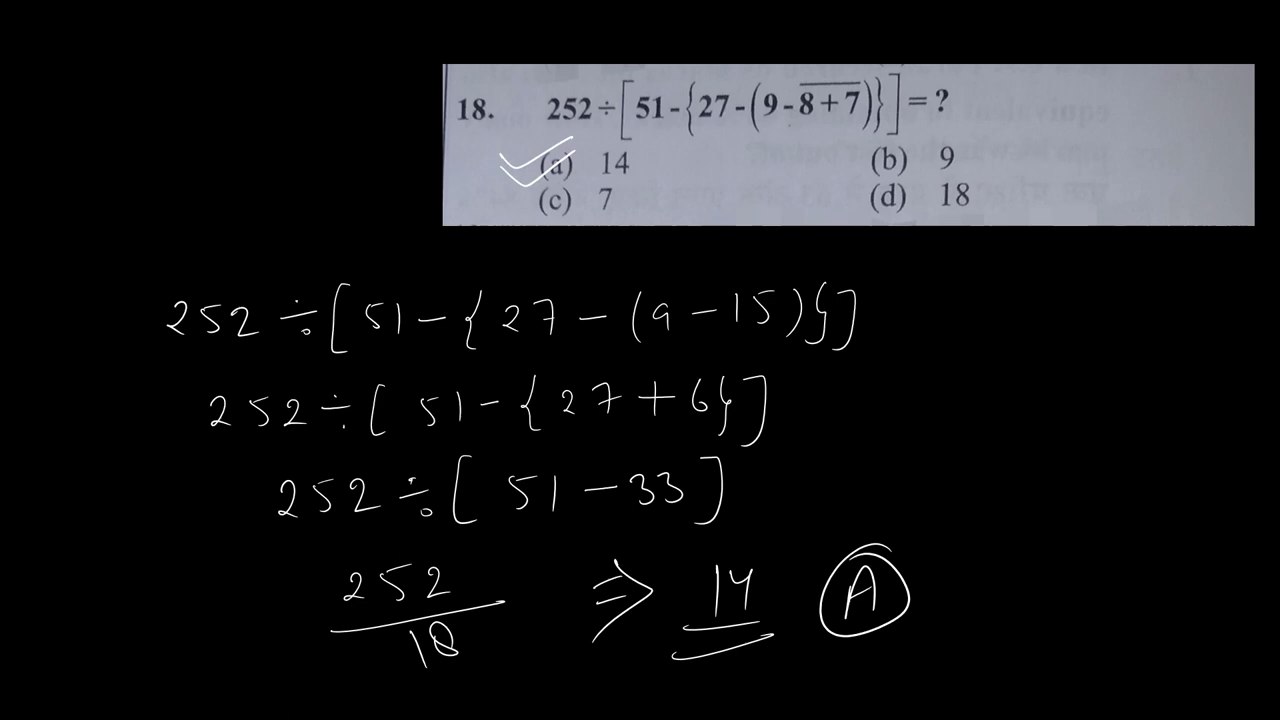 18. 252 ÷ [51 - {27 - (9 - 8 + 7)}] = ?
(a) 14 (b) 9
(c) 7 (d) 18
252 ÷ [51 - {27 - (9 - 15)}]
252 ÷ [51 - {27 + 6}]
252 ÷ [51 - 33]
252
18 ⇒ 14 A